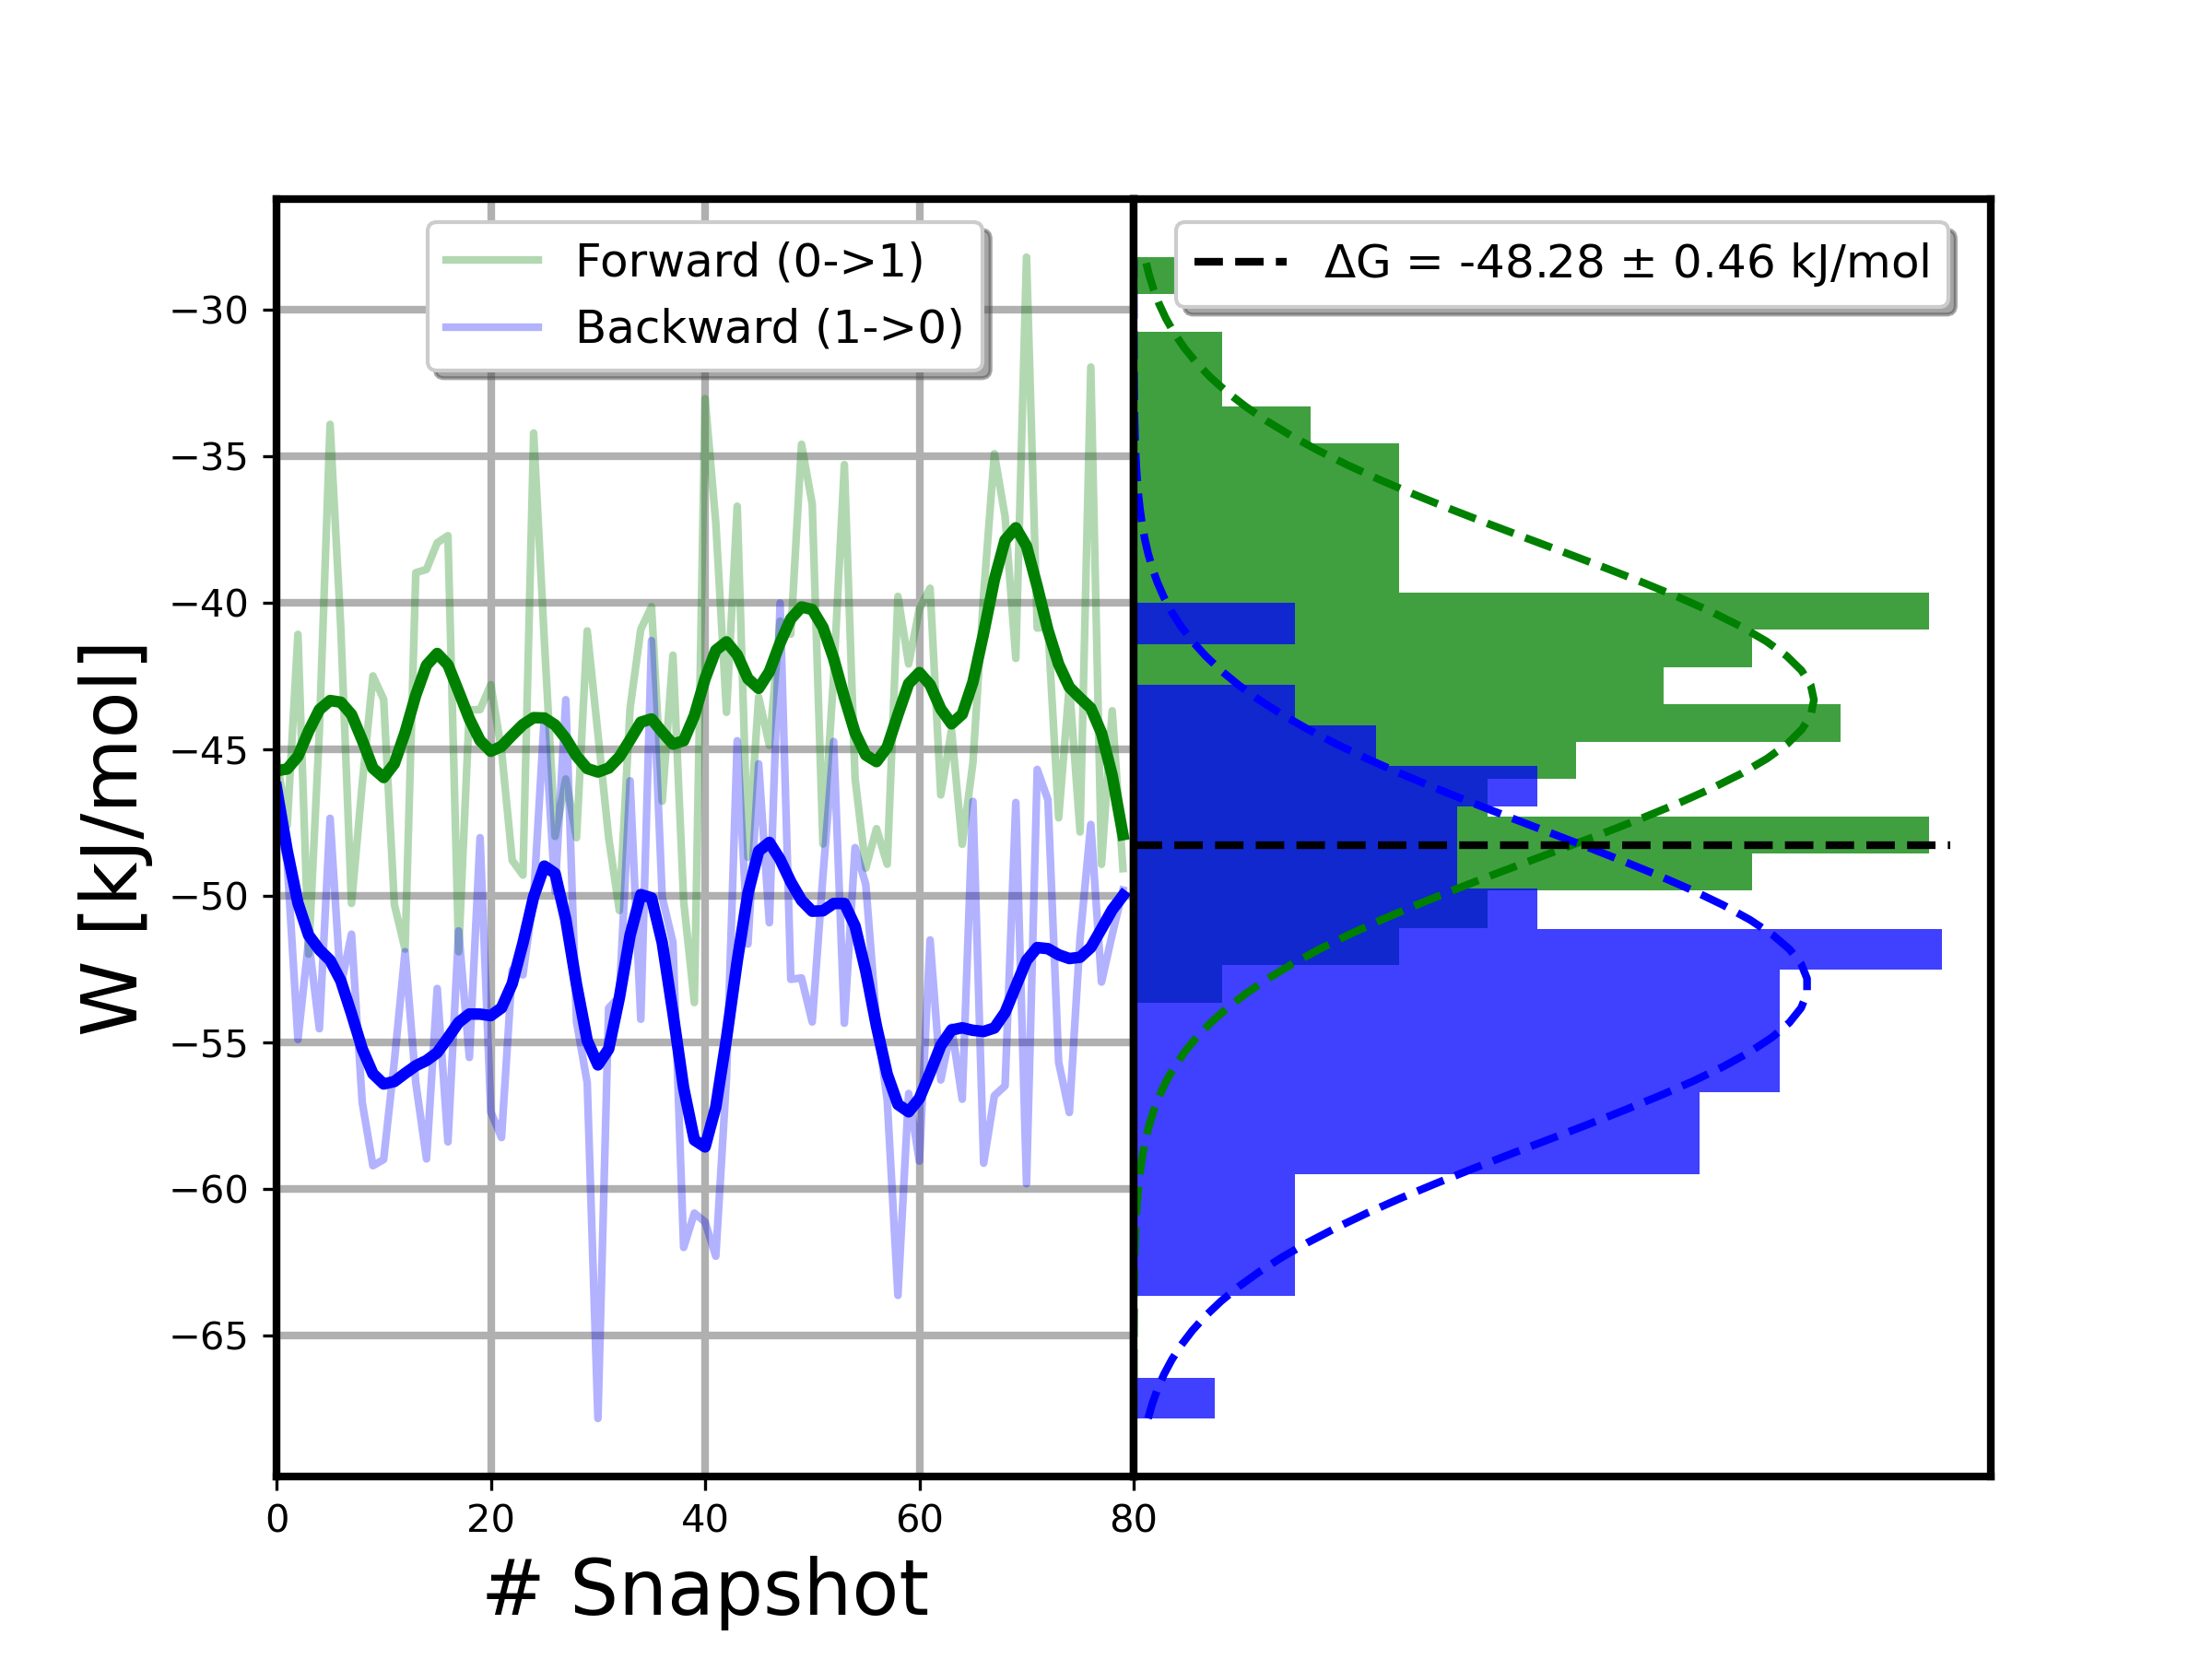 Forward (0->1)
Backward (1->0)
ΔG = -48.28 ± 0.46 kJ/mol
W [kJ/mol]
−30
−35
−40
−45
−50
−55
−60
−65
0 20 40 60 80
# Snapshot